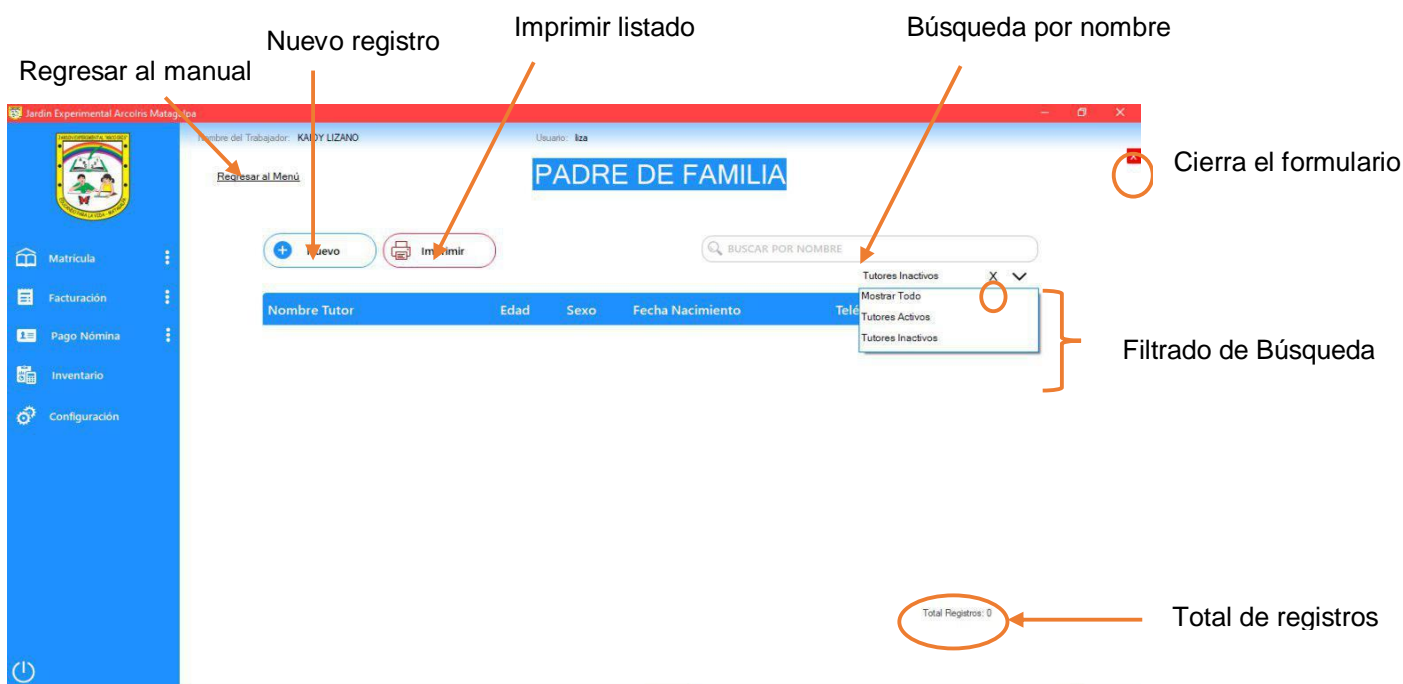 Imprimir listado
Búsqueda por nombre
Nuevo registro
Regresar al manual
Jardin Experimental Arcoíris Matagalpa
Nombre del Trabajador: KAIDY LIZANO
Usuario: liza
Regresar al Menú
PADRE DE FAMILIA
X
Cierra el formulario
Matrícula
Nuevo
Imprimir
BUSCAR POR NOMBRE
Tutores Inactivos X
Facturación
Mostrar Todo
Nombre Tutor Edad Sexo Fecha Nacimiento Telé
Tutores Activos
Pago Nómina
Tutores Inactivos
Filtrado de Búsqueda
Inventario
Configuración
Total Registros: 0
Total de registros